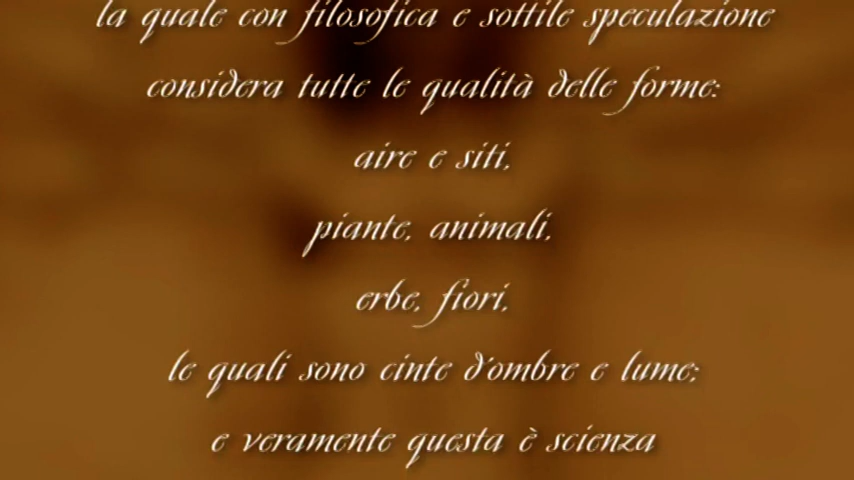 la quale con filosofica e sottile speculazione
considera tutte le qualità delle forme:
aire e siti,
piante, animali,
erbe, fiori,
le quali sono cinte d'ombre e lume;
e veramente questa è scienza